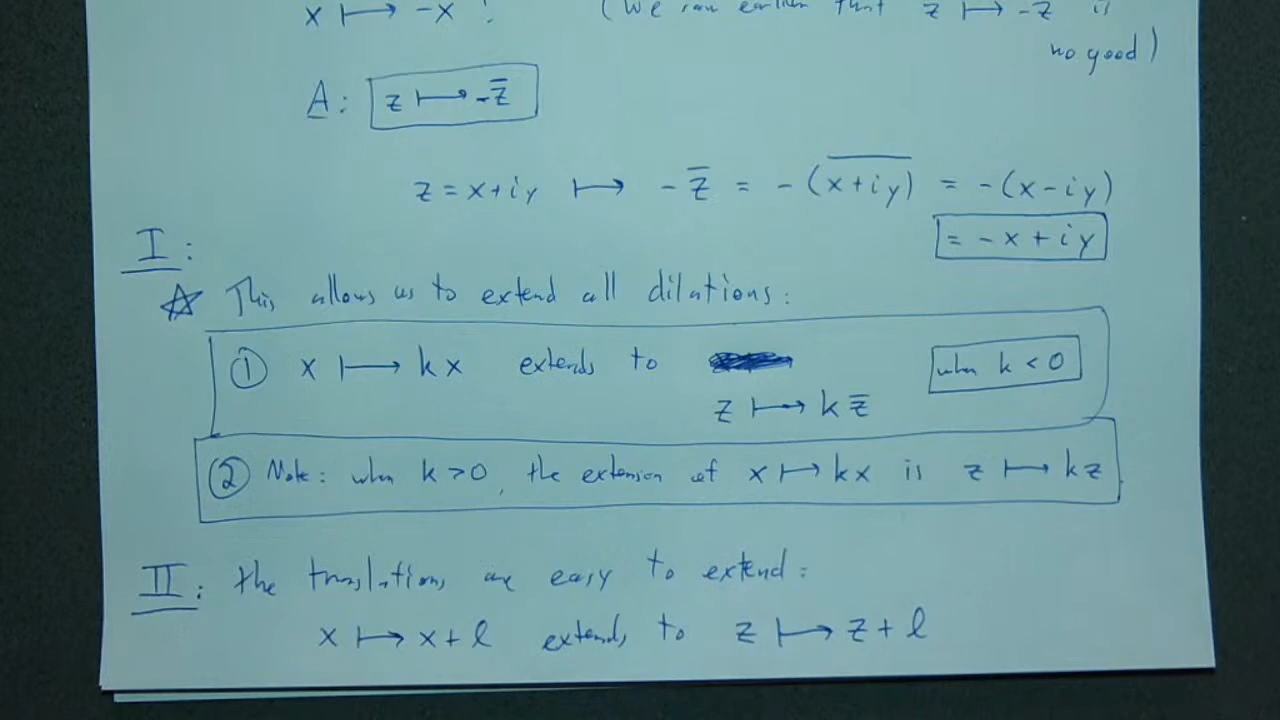 x ↦ -x ?  (We saw earlier that z ↦ -z is
no good)
A: z ↦ -z̅
z = x+iy ↦ -z̅ = -(x+iy)̅ = -(x-iy)
= -x+iy
I:
☆ This allows us to extend all dilations:
① x ↦ kx extends to when k < 0
z ↦ kz̅
② Note: when k > 0, the extension of x ↦ kx is z ↦ kz
II: the translations are easy to extend:
x ↦ x+l extends to z ↦ z+l